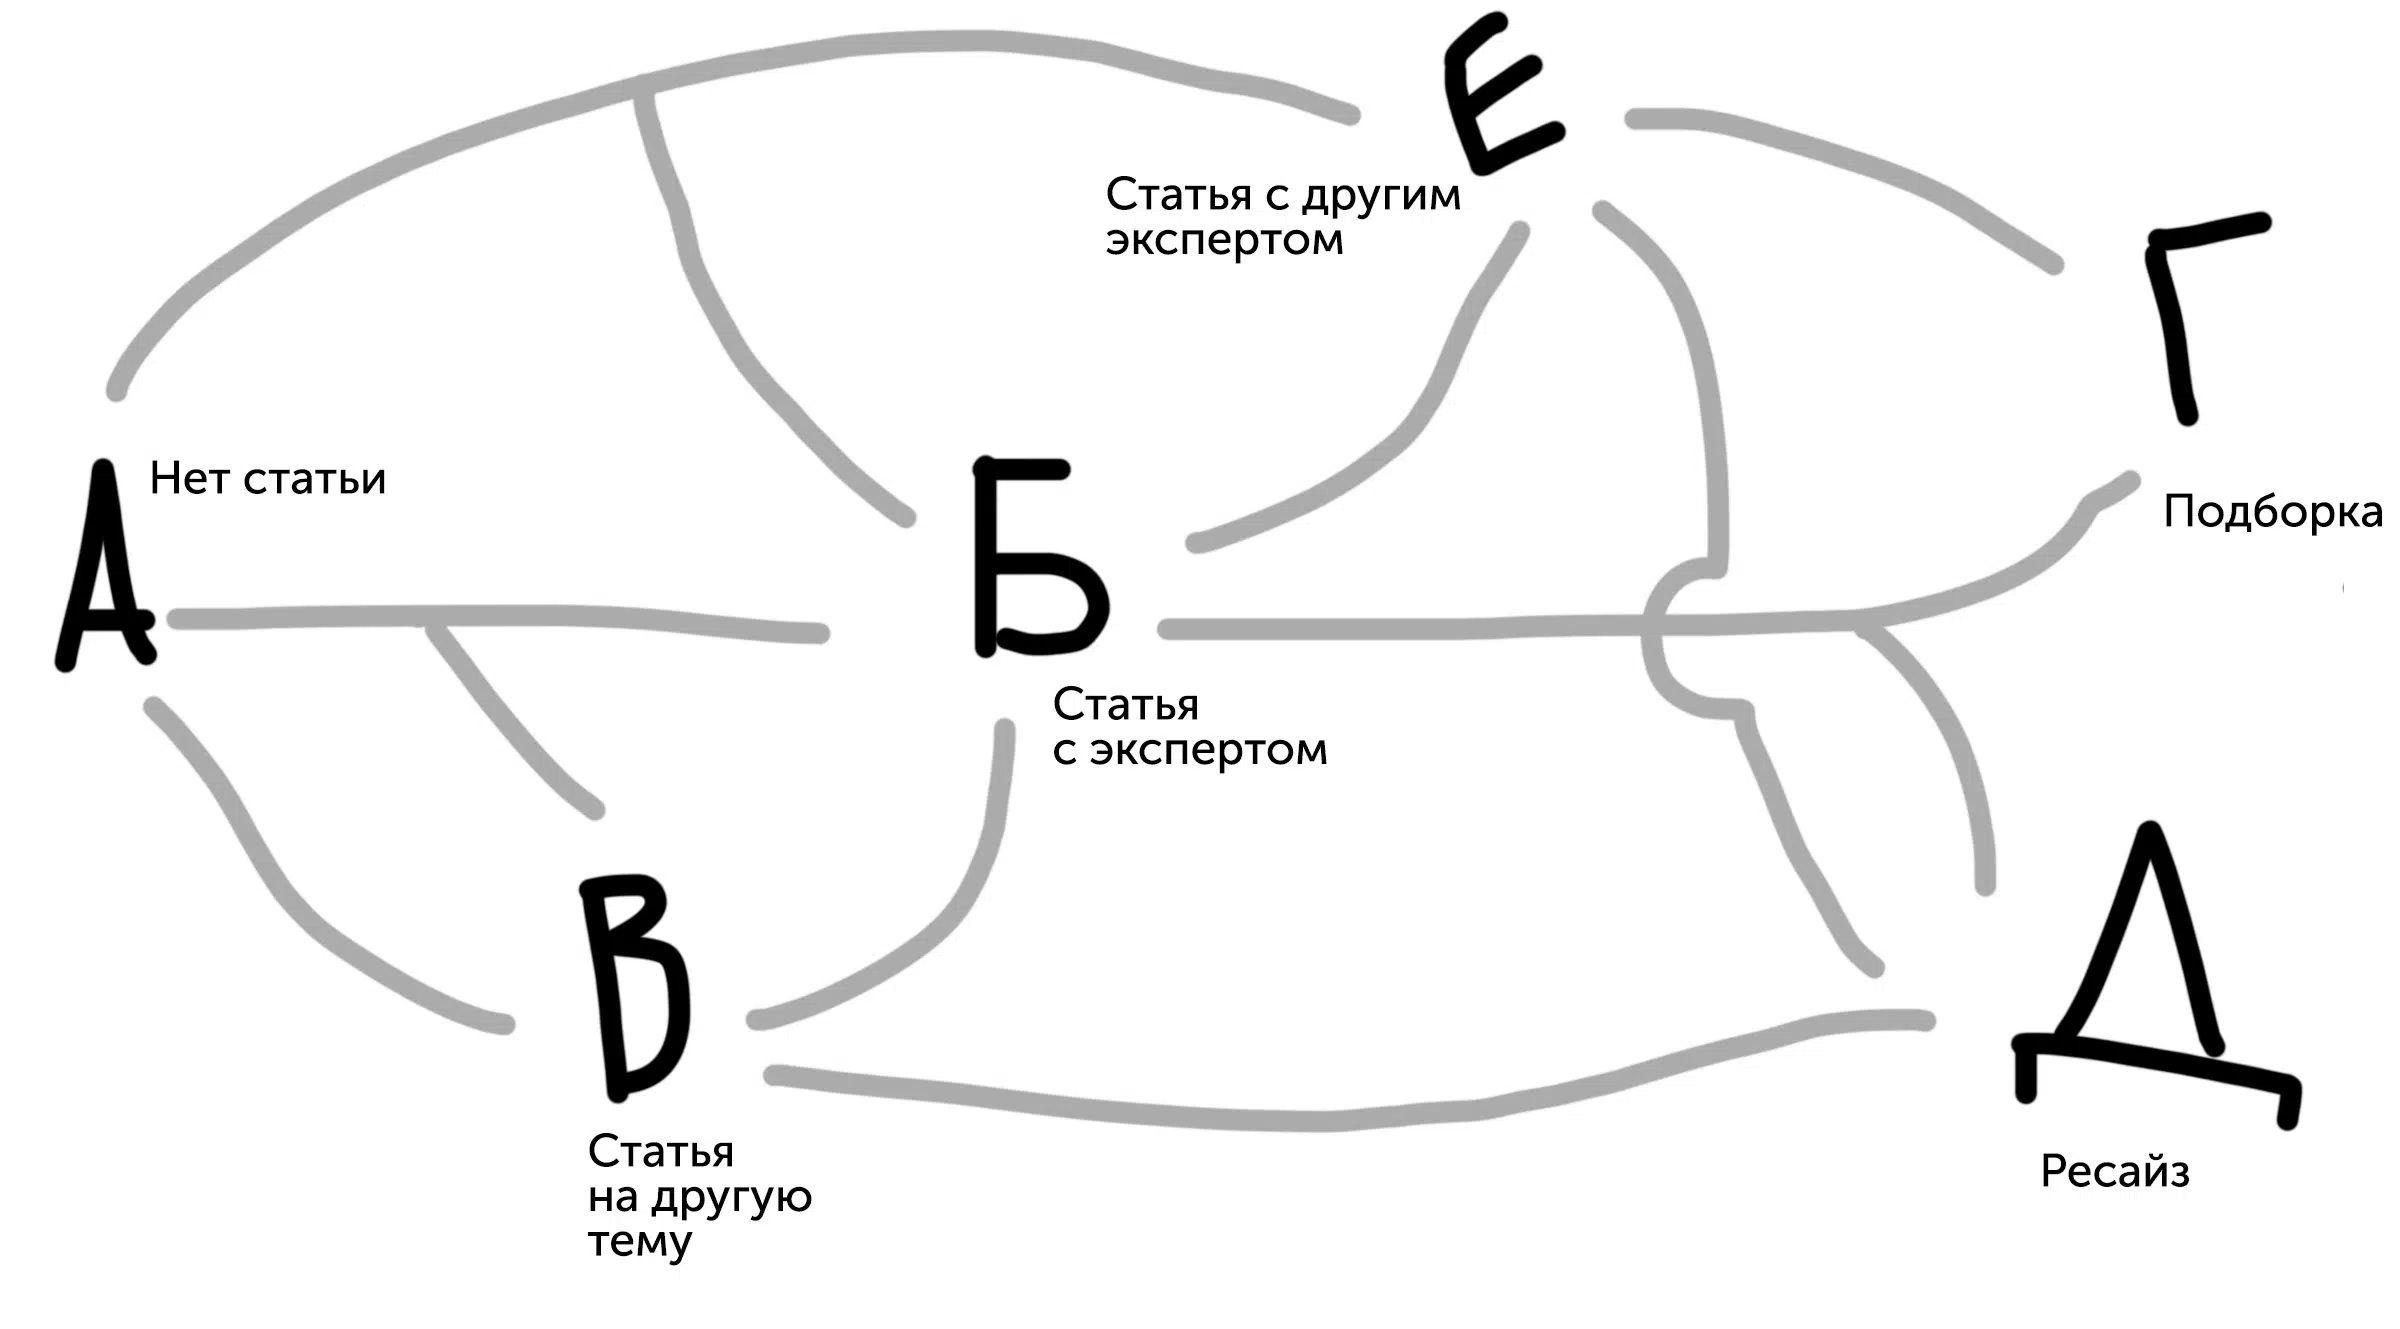 Е
Статья с другим
экспертом
Г
Подборка
А
Нет статьи
Б
Статья
с экспертом
В
Статья
на другую
тему
Д
Ресайз